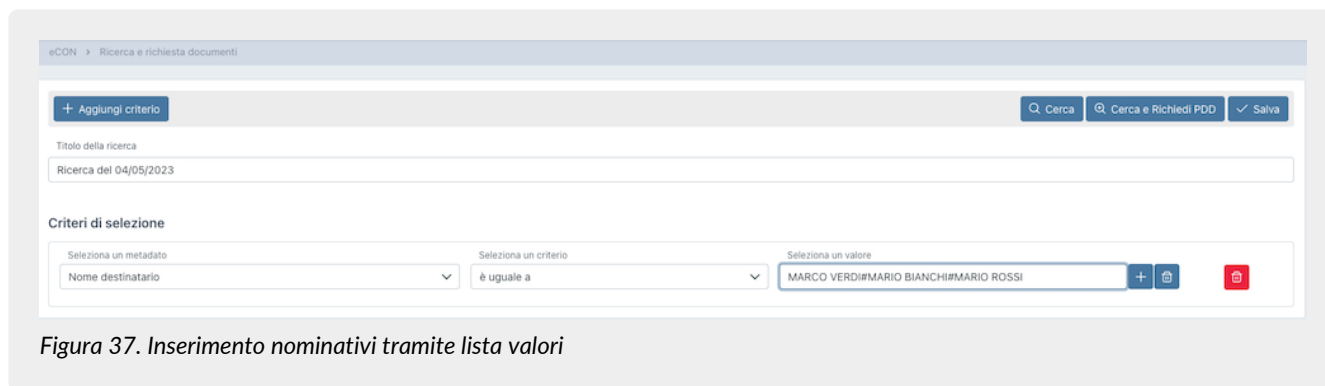 eCON > Ricerca e richiesta documenti
+ Aggiungi criterio Cerca Cerca e Richiedi PDD Salva
Titolo della ricerca
Ricerca del 04/05/2023
Criteri di selezione
Seleziona un metadato Seleziona un criterio Seleziona un valore
Nome destinatario è uguale a MARCO VERDI#MARIO BIANCHI#MARIO ROSSI
Figura 37. Inserimento nominativi tramite lista valori